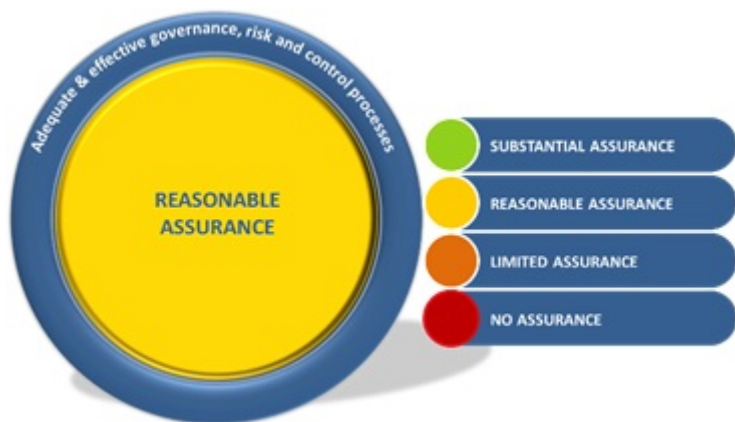 Adequate & effective governance, risk and control processes
REASONABLE
ASSURANCE
SUBSTANTIAL ASSURANCE
REASONABLE ASSURANCE
LIMITED ASSURANCE
NO ASSURANCE